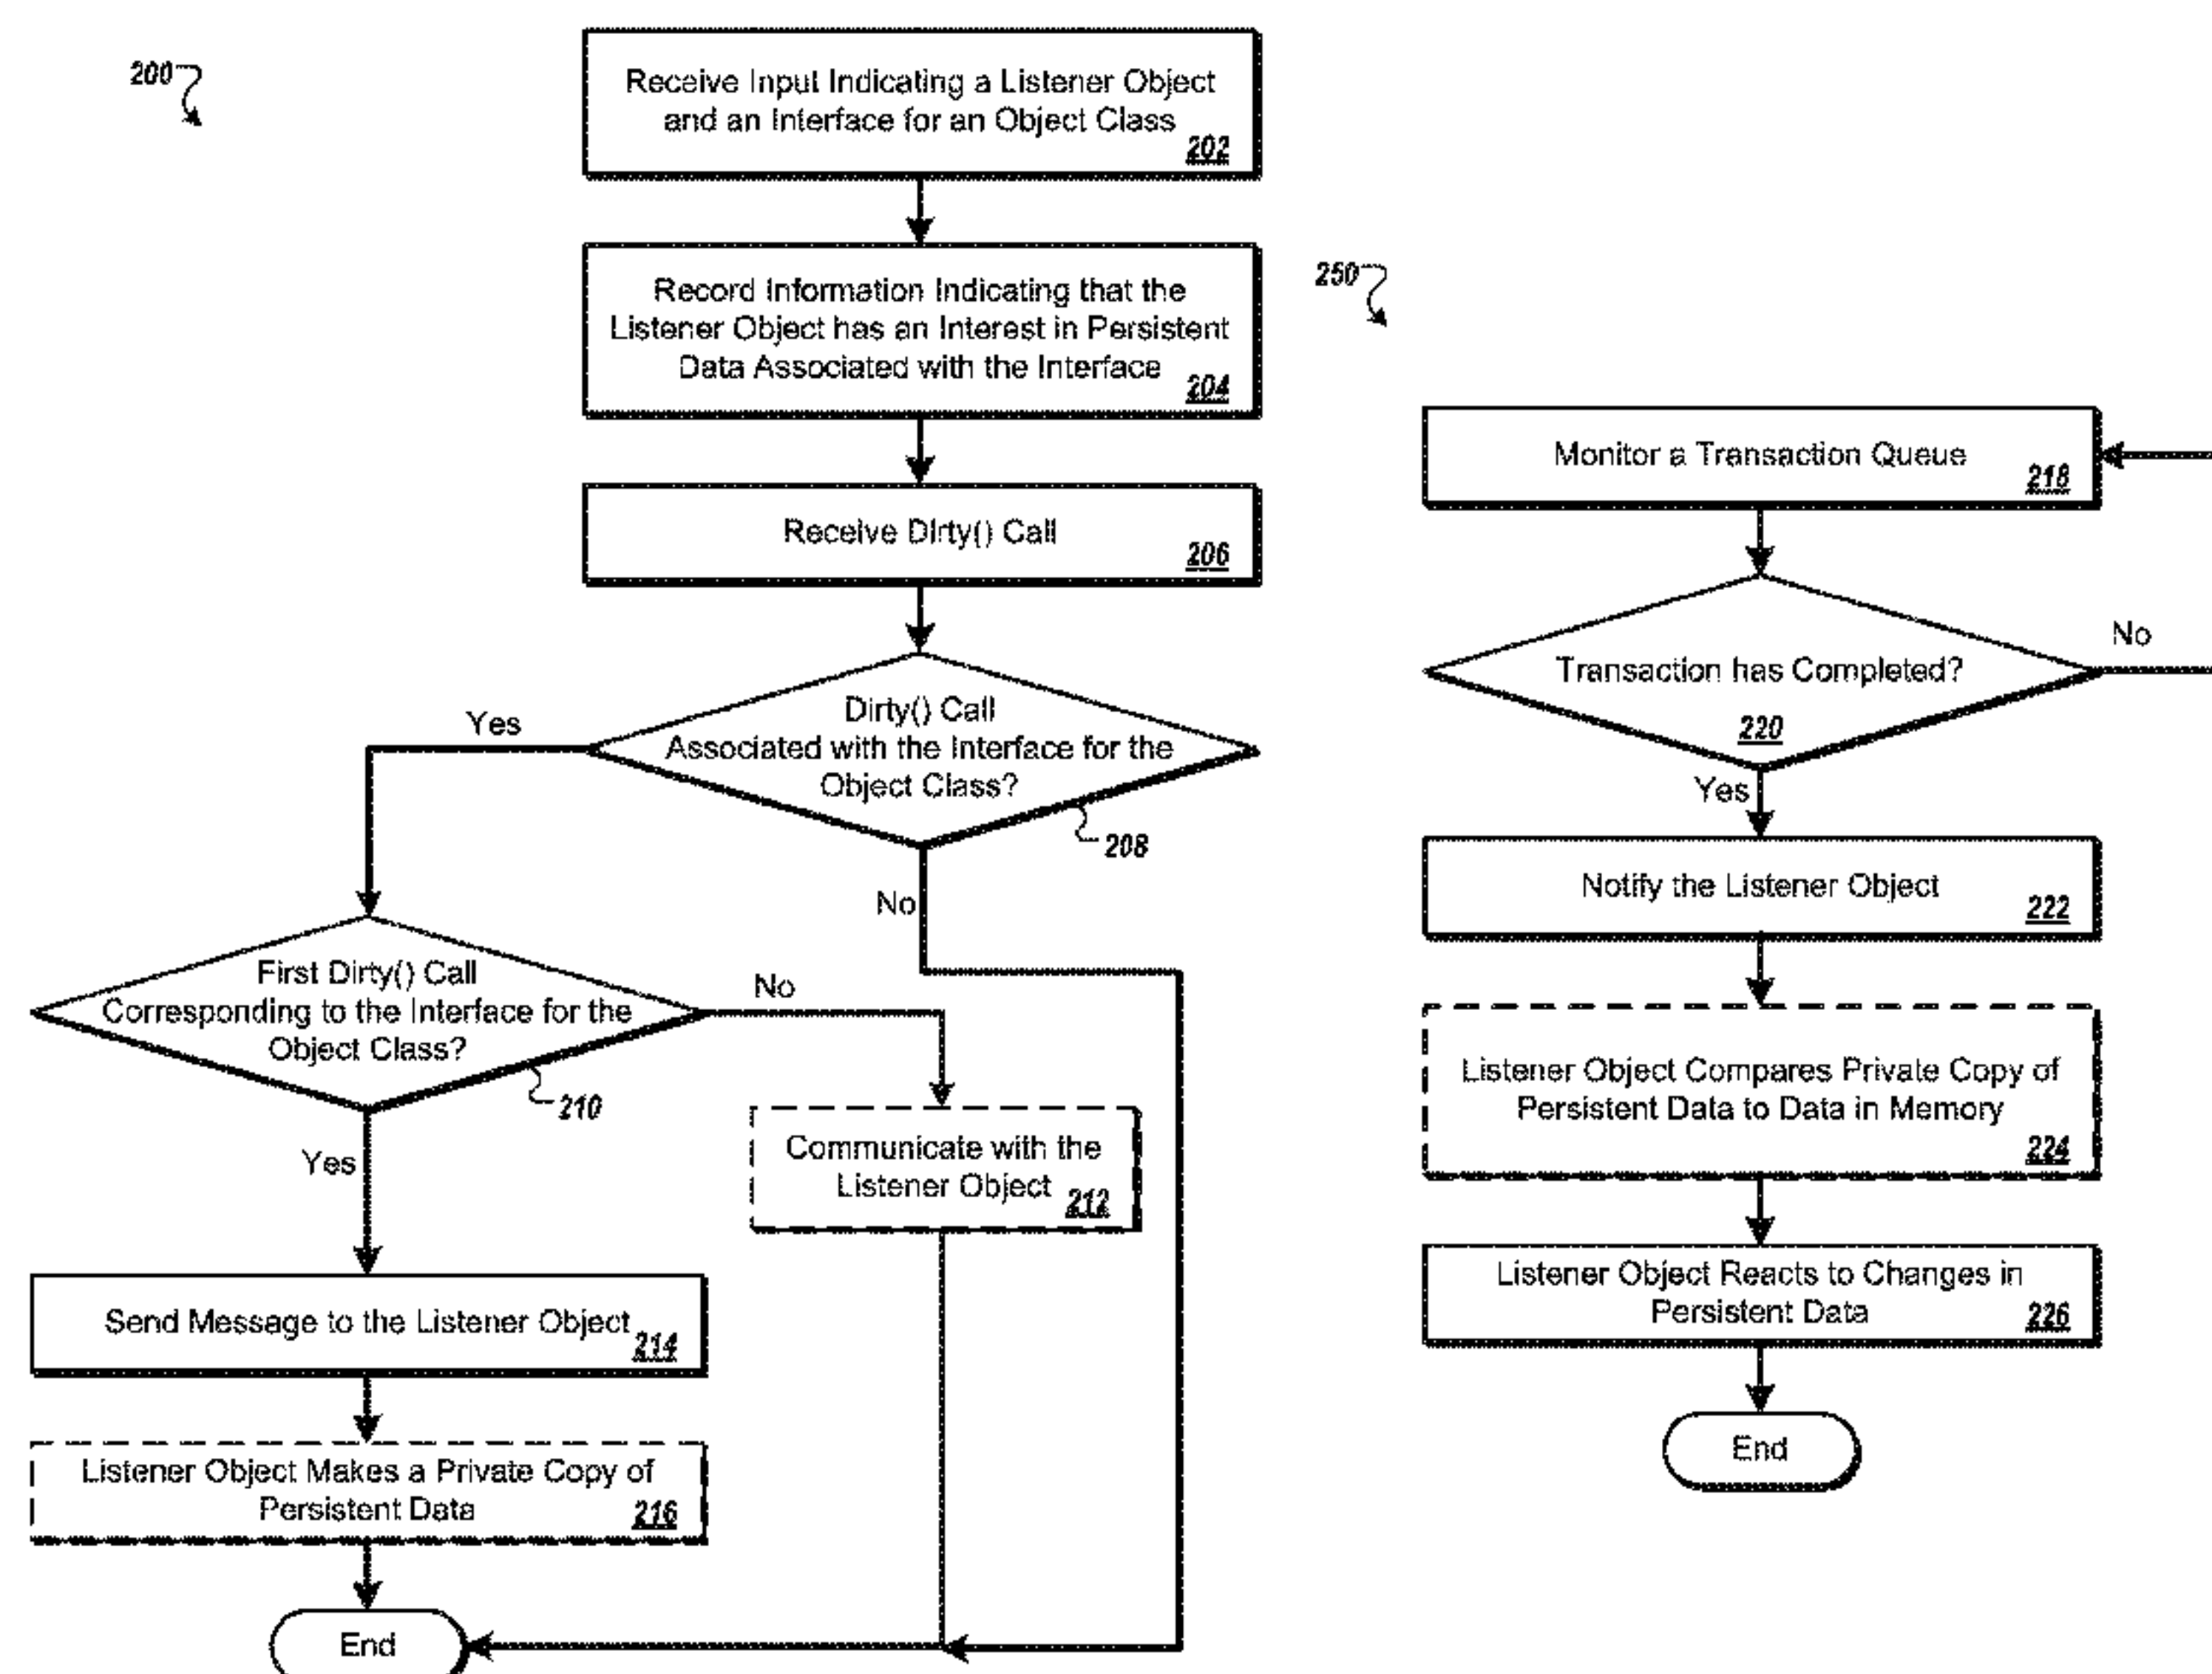 200
Receive Input Indicating a Listener Object
and an Interface for an Object Class
202
Record Information Indicating that the
Listener Object has an Interest in Persistent
Data Associated with the Interface
204
Receive Dirty() Call
206
Dirty() Call
Associated with the Interface for the
Object Class?
208
Yes
No
First Dirty() Call
Corresponding to the Interface for the
Object Class?
210
No
Communicate with the
Listener Object
212
Yes
Send Message to the Listener Object
214
Listener Object Makes a Private Copy of
Persistent Data
216
End
250
Monitor a Transaction Queue
218
Transaction has Completed?
220
No
Yes
Notify the Listener Object
222
Listener Object Compares Private Copy of
Persistent Data to Data in Memory
224
Listener Object Reacts to Changes in
Persistent Data
226
End